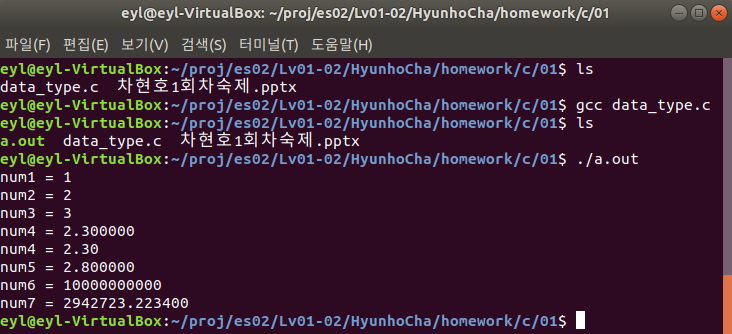 eyl@eyl-VirtualBox: ~/proj/es02/Lv01-02/HyunhoCha/homework/c/01
파일(F) 편집(E) 보기(V) 검색(S) 터미널(T) 도움말(H)
eyl@eyl-VirtualBox:~/proj/es02/Lv01-02/HyunhoCha/homework/c/01$ ls
data_type.c 차현호1회차숙제.pptx
eyl@eyl-VirtualBox:~/proj/es02/Lv01-02/HyunhoCha/homework/c/01$ gcc data_type.c
eyl@eyl-VirtualBox:~/proj/es02/Lv01-02/HyunhoCha/homework/c/01$ ls
a.out data_type.c 차현호1회차숙제.pptx
eyl@eyl-VirtualBox:~/proj/es02/Lv01-02/HyunhoCha/homework/c/01$ ./a.out
num1 = 1
num2 = 2
num3 = 3
num4 = 2.300000
num4 = 2.30
num5 = 2.800000
num6 = 10000000000
num7 = 2942723.223400
eyl@eyl-VirtualBox:~/proj/es02/Lv01-02/HyunhoCha/homework/c/01$